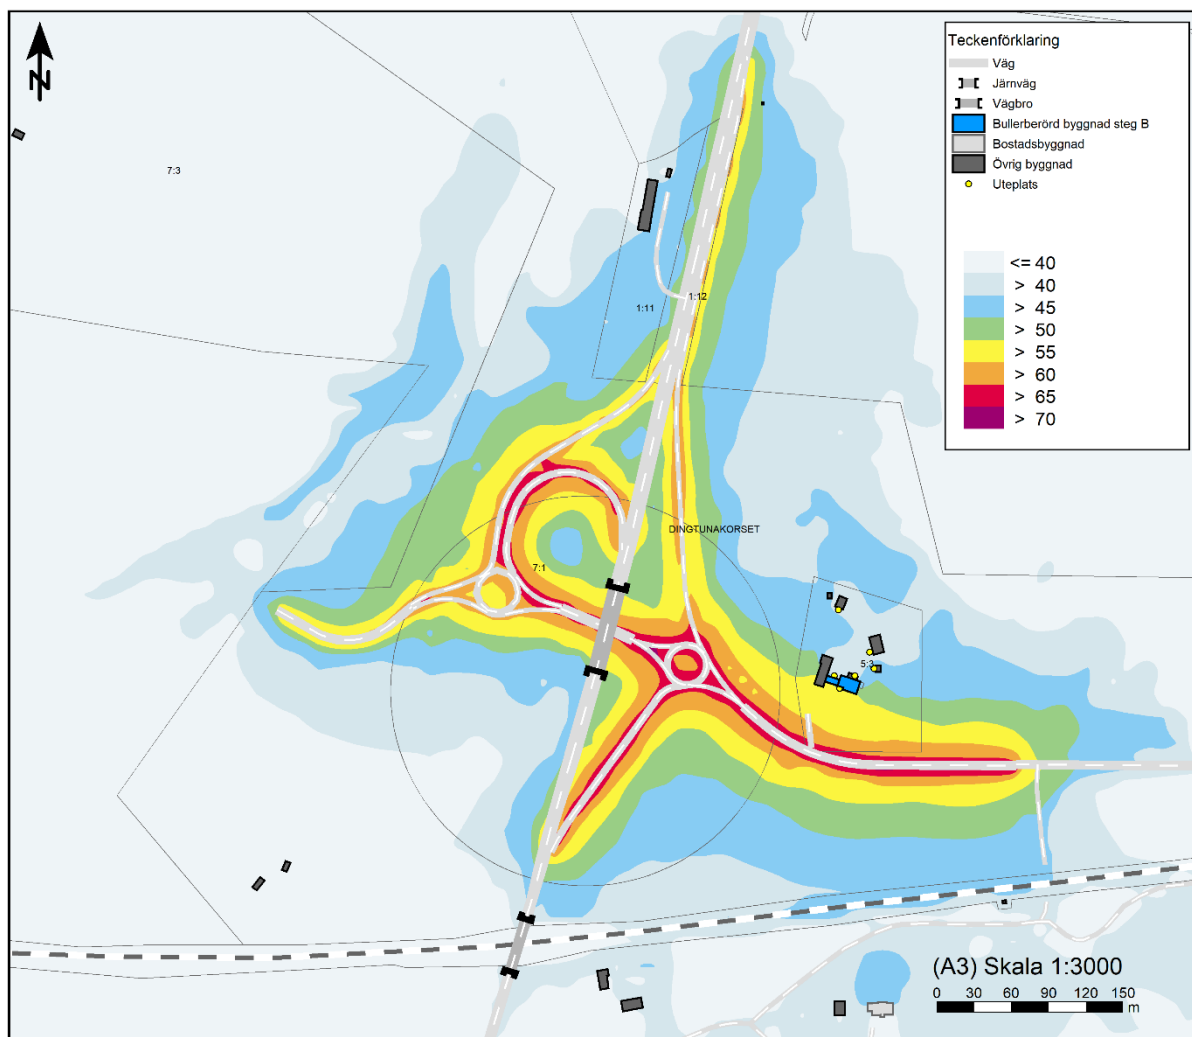 N
Teckenförklaring
Väg
Järnväg
Vägbro
Bullerberörd byggnad steg B
Bostadsbyggnad
Övrig byggnad
Uteplats
<= 40
> 40
> 45
> 50
> 55
> 60
> 65
> 70
7:3
1:11
1:12
DINGTUNAKORSET
7:1
5:3
(A3) Skala 1:3000
0 30 60 90 120 150
m